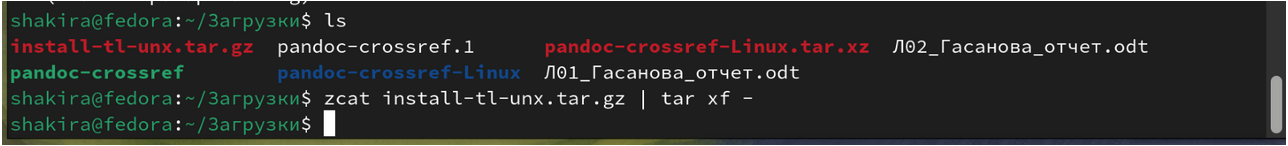 shakira@fedora:~/Загрузки$ ls
install-tl-unx.tar.gz pandoc-crossref.1 pandoc-crossref-Linux.tar.xz Л02_Гасанова_отчет.odt
pandoc-crossref pandoc-crossref-Linux Л01_Гасанова_отчет.odt
shakira@fedora:~/Загрузки$ zcat install-tl-unx.tar.gz | tar xf -
shakira@fedora:~/Загрузки$